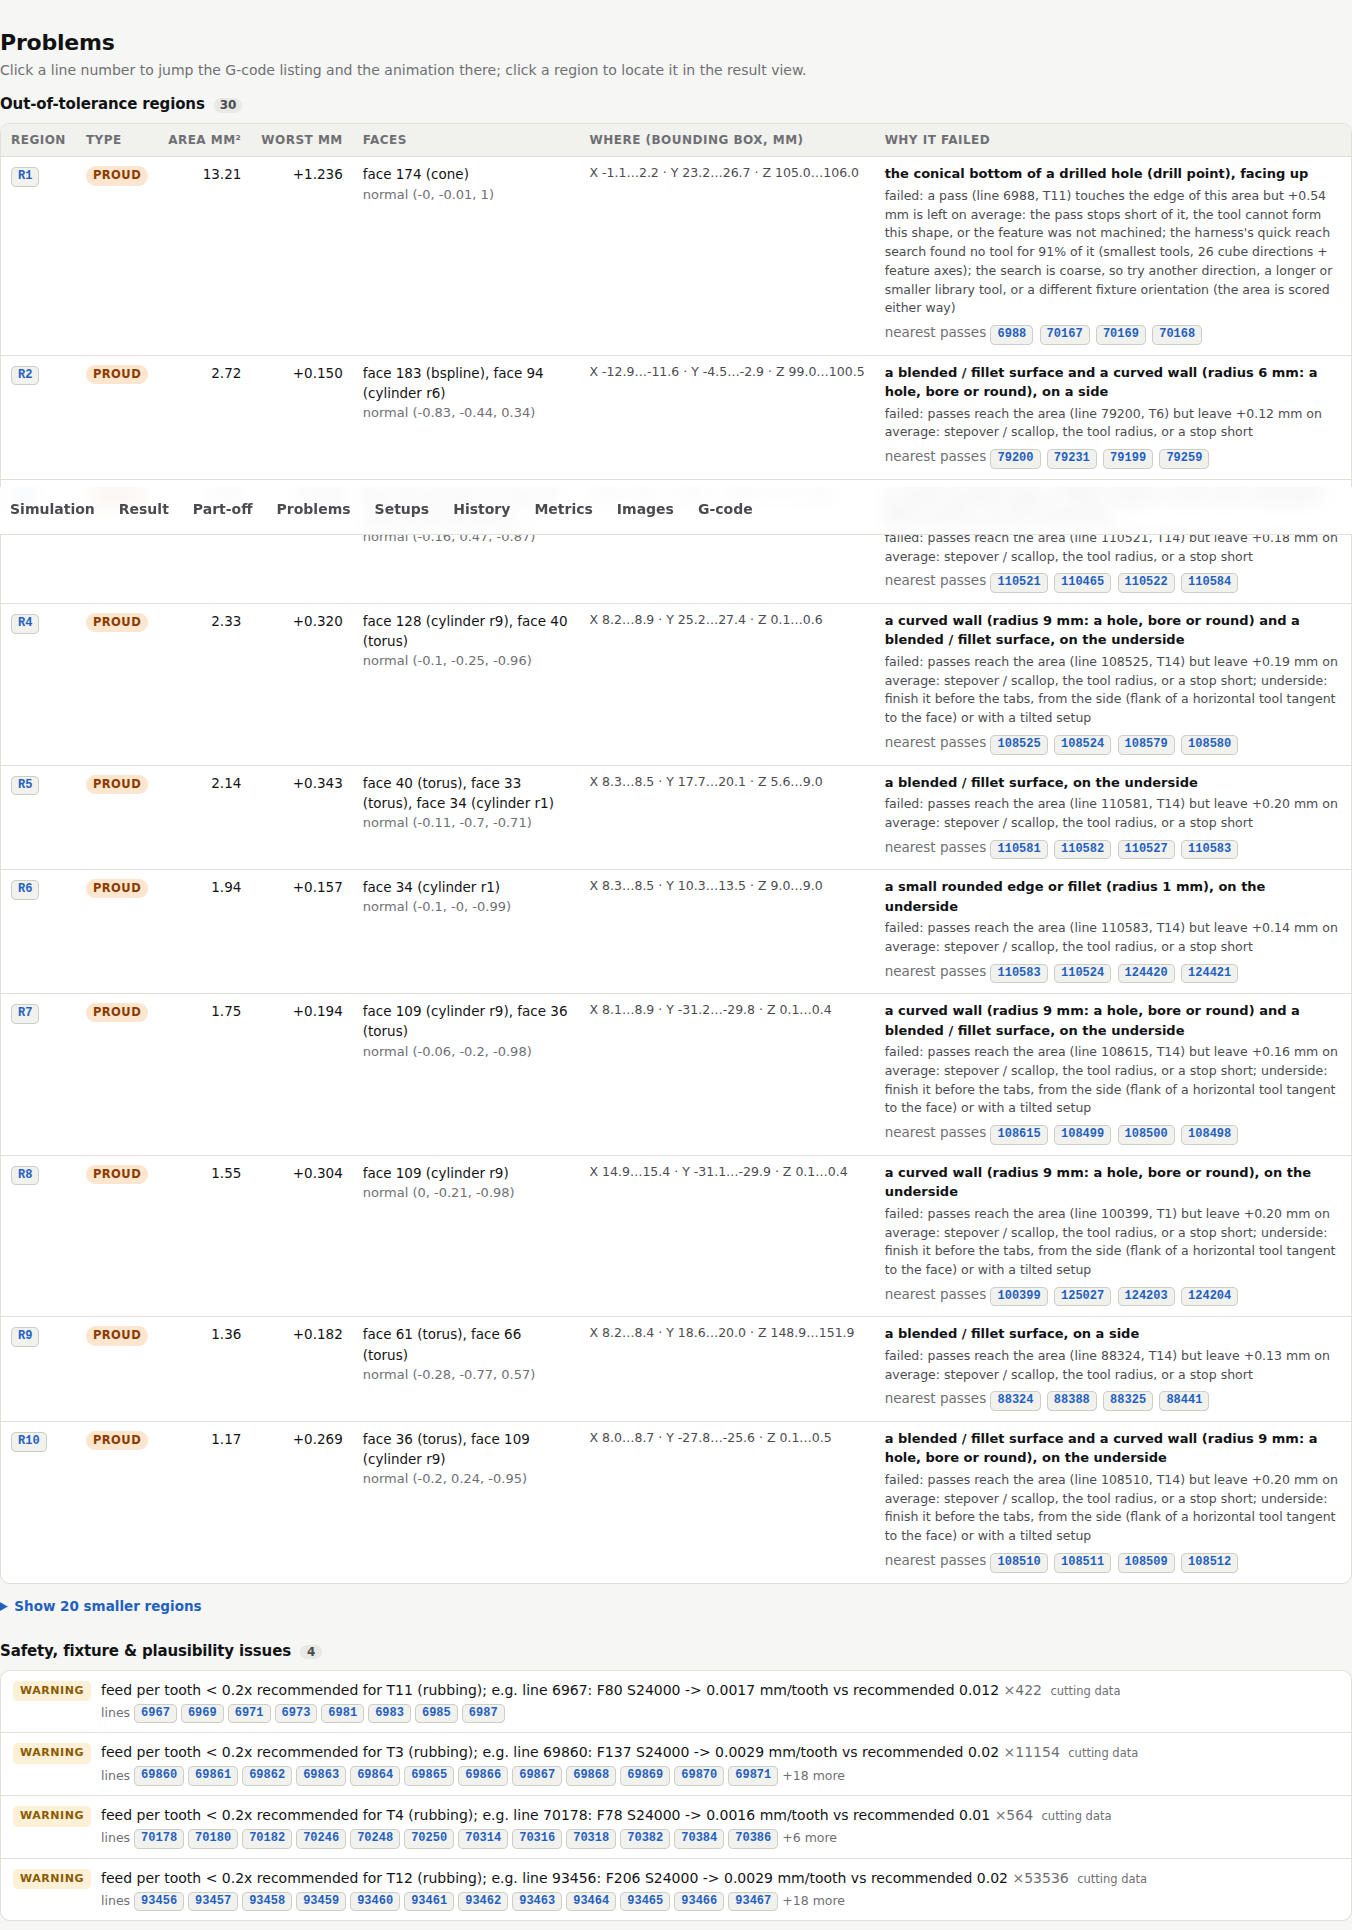 Problems
Click a line number to jump the G-code listing and the animation there; click a region to locate it in the result view.
Out-of-tolerance regions 30
REGION TYPE AREA MM² WORST MM FACES WHERE (BOUNDING BOX, MM) WHY IT FAILED
R1 PROUD 13.21 +1.236 face 174 (cone) X -1.1…2.2 · Y 23.2…26.7 · Z 105.0…106.0 the conical bottom of a drilled hole (drill point), facing up
normal (-0, -0.01, 1)
failed: a pass (line 6988, T11) touches the edge of this area but +0.54
mm is left on average: the pass stops short of it, the tool cannot form
this shape, or the feature was not machined; the harness's quick reach
search found no tool for 91% of it (smallest tools, 26 cube directions +
feature axes); the search is coarse, so try another direction, a longer or
smaller library tool, or a different fixture orientation (the area is scored
either way)
nearest passes 6988 70167 70169 70168
R2 PROUD 2.72 +0.150 face 183 (bspline), face 94 X -12.9…-11.6 · Y -4.5…-2.9 · Z 99.0…100.5 a blended / fillet surface and a curved wall (radius 6 mm: a
(cylinder r6) hole, bore or round), on a side
normal (-0.83, -0.44, 0.34) failed: passes reach the area (line 79200, T6) but leave +0.12 mm on
average: stepover / scallop, the tool radius, or a stop short
nearest passes 79200 79231 79199 79259
Simulation Result Part-off Problems Setups History Metrics Images G-code
normal (-0.16, 0.47, -0.87) failed: passes reach the area (line 110521, T14) but leave +0.18 mm on
average: stepover / scallop, the tool radius, or a stop short
nearest passes 110521 110465 110522 110584
R4 PROUD 2.33 +0.320 face 128 (cylinder r9), face 40 X 8.2…8.9 · Y 25.2…27.4 · Z 0.1…0.6 a curved wall (radius 9 mm: a hole, bore or round) and a
(torus) blended / fillet surface, on the underside
normal (-0.1, -0.25, -0.96) failed: passes reach the area (line 108525, T14) but leave +0.19 mm on
average: stepover / scallop, the tool radius, or a stop short; underside:
finish it before the tabs, from the side (flank of a horizontal tool tangent
to the face) or with a tilted setup
nearest passes 108525 108524 108579 108580
R5 PROUD 2.14 +0.343 face 40 (torus), face 33 X 8.3…8.5 · Y 17.7…20.1 · Z 5.6…9.0 a blended / fillet surface, on the underside
(torus), face 34 (cylinder r1) failed: passes reach the area (line 110581, T14) but leave +0.20 mm on
normal (-0.11, -0.7, -0.71) average: stepover / scallop, the tool radius, or a stop short
nearest passes 110581 110582 110527 110583
R6 PROUD 1.94 +0.157 face 34 (cylinder r1) X 8.3…8.5 · Y 10.3…13.5 · Z 9.0…9.0 a small rounded edge or fillet (radius 1 mm), on the
normal (-0.1, -0, -0.99) underside
failed: passes reach the area (line 110583, T14) but leave +0.14 mm on
average: stepover / scallop, the tool radius, or a stop short
nearest passes 110583 110524 124420 124421
R7 PROUD 1.75 +0.194 face 109 (cylinder r9), face 36 X 8.1…8.9 · Y -31.2…-29.8 · Z 0.1…0.4 a curved wall (radius 9 mm: a hole, bore or round) and a
(torus) blended / fillet surface, on the underside
normal (-0.06, -0.2, -0.98) failed: passes reach the area (line 108615, T14) but leave +0.16 mm on
average: stepover / scallop, the tool radius, or a stop short; underside:
finish it before the tabs, from the side (flank of a horizontal tool tangent
to the face) or with a tilted setup
nearest passes 108615 108499 108500 108498
R8 PROUD 1.55 +0.304 face 109 (cylinder r9) X 14.9…15.4 · Y -31.1…-29.9 · Z 0.1…0.4 a curved wall (radius 9 mm: a hole, bore or round), on the
normal (0, -0.21, -0.98) underside
failed: passes reach the area (line 100399, T1) but leave +0.20 mm on
average: stepover / scallop, the tool radius, or a stop short; underside:
finish it before the tabs, from the side (flank of a horizontal tool tangent
to the face) or with a tilted setup
nearest passes 100399 125027 124203 124204
R9 PROUD 1.36 +0.182 face 61 (torus), face 66 X 8.2…8.4 · Y 18.6…20.0 · Z 148.9…151.9 a blended / fillet surface, on a side
(torus) failed: passes reach the area (line 88324, T14) but leave +0.13 mm on
normal (-0.28, -0.77, 0.57) average: stepover / scallop, the tool radius, or a stop short
nearest passes 88324 88388 88325 88441
R10 PROUD 1.17 +0.269 face 36 (torus), face 109 X 8.0…8.7 · Y -27.8…-25.6 · Z 0.1…0.5 a blended / fillet surface and a curved wall (radius 9 mm: a
(cylinder r9) hole, bore or round), on the underside
normal (-0.2, 0.24, -0.95) failed: passes reach the area (line 108510, T14) but leave +0.20 mm on
average: stepover / scallop, the tool radius, or a stop short; underside:
finish it before the tabs, from the side (flank of a horizontal tool tangent
to the face) or with a tilted setup
nearest passes 108510 108511 108509 108512
▶ Show 20 smaller regions
Safety, fixture & plausibility issues 4
WARNING feed per tooth < 0.2x recommended for T11 (rubbing); e.g. line 6967: F80 S24000 -> 0.0017 mm/tooth vs recommended 0.012 ×422 cutting data
lines 6967 6969 6971 6973 6981 6983 6985 6987
WARNING feed per tooth < 0.2x recommended for T3 (rubbing); e.g. line 69860: F137 S24000 -> 0.0029 mm/tooth vs recommended 0.02 ×11154 cutting data
lines 69860 69861 69862 69863 69864 69865 69866 69867 69868 69869 69870 69871 +18 more
WARNING feed per tooth < 0.2x recommended for T4 (rubbing); e.g. line 70178: F78 S24000 -> 0.0016 mm/tooth vs recommended 0.01 ×564 cutting data
lines 70178 70180 70182 70246 70248 70250 70314 70316 70318 70382 70384 70386 +6 more
WARNING feed per tooth < 0.2x recommended for T12 (rubbing); e.g. line 93456: F206 S24000 -> 0.0029 mm/tooth vs recommended 0.02 ×53536 cutting data
lines 93456 93457 93458 93459 93460 93461 93462 93463 93464 93465 93466 93467 +18 more